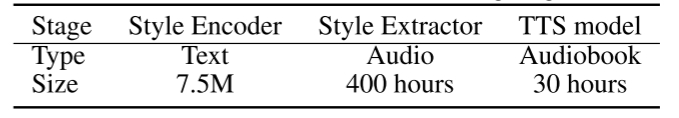 Stage Style Encoder Style Extractor TTS model
Type Text Audio Audiobook
Size 7.5M 400 hours 30 hours